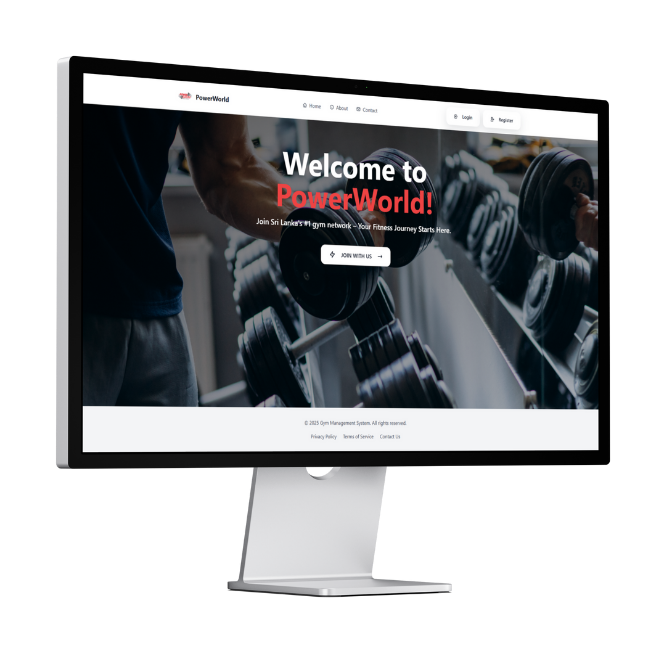 PowerWorld
Home About Contact
Login Register
Welcome to
PowerWorld!
Join Sri Lanka's #1 gym network – Your Fitness Journey Starts Here.
JOIN WITH US →
© 2025 Gym Management System. All rights reserved.
Privacy Policy Terms of Service Contact Us